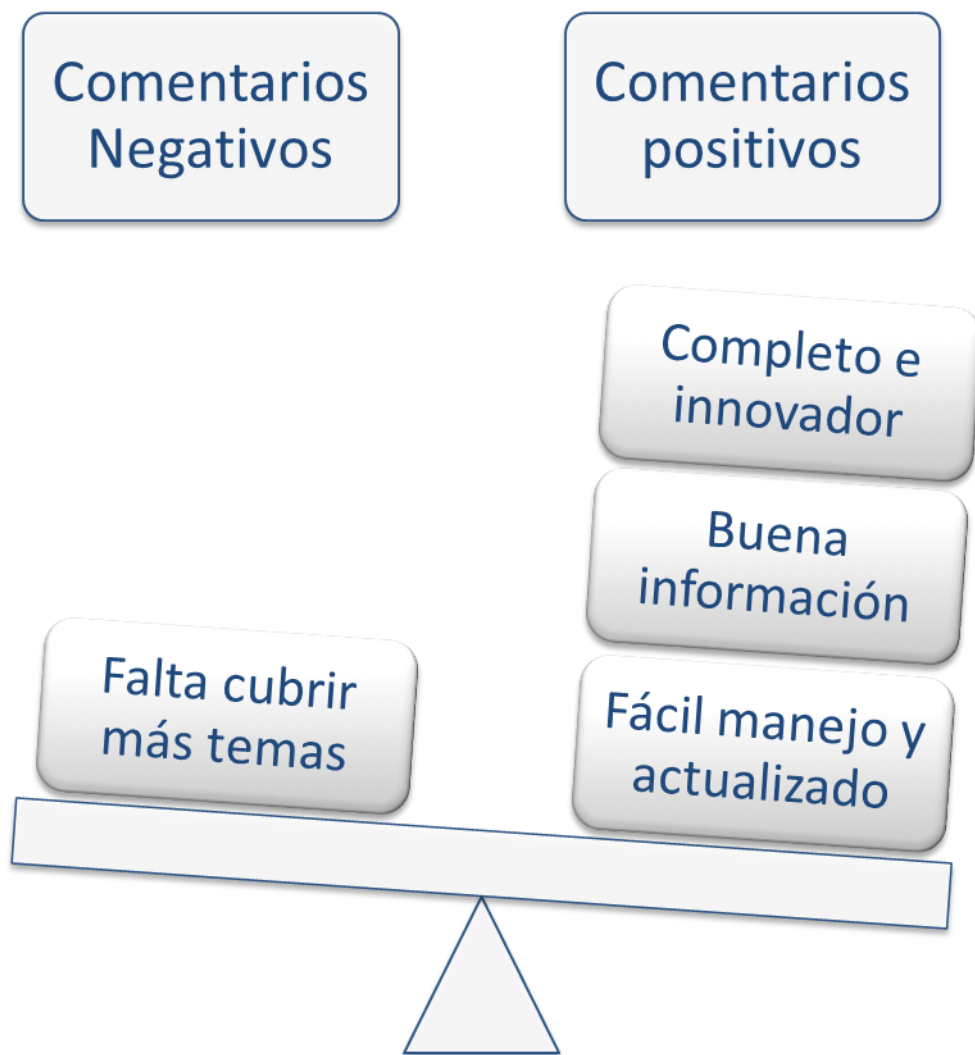 Comentarios
Negativos
Comentarios
positivos
Completo e
innovador
Buena
información
Falta cubrir
más temas
Fácil manejo y
actualizado